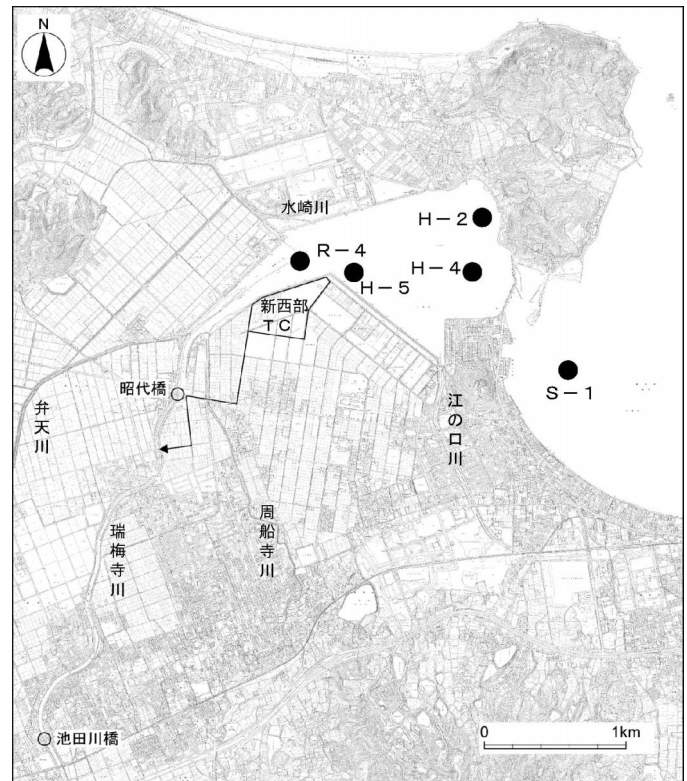 N
水崎川
H－2
R－4
H－4
H－5
新西部
TC
昭代橋
S－1
弁天川
江の口川
瑞梅寺川
周船寺川
0 1km
池田川橋